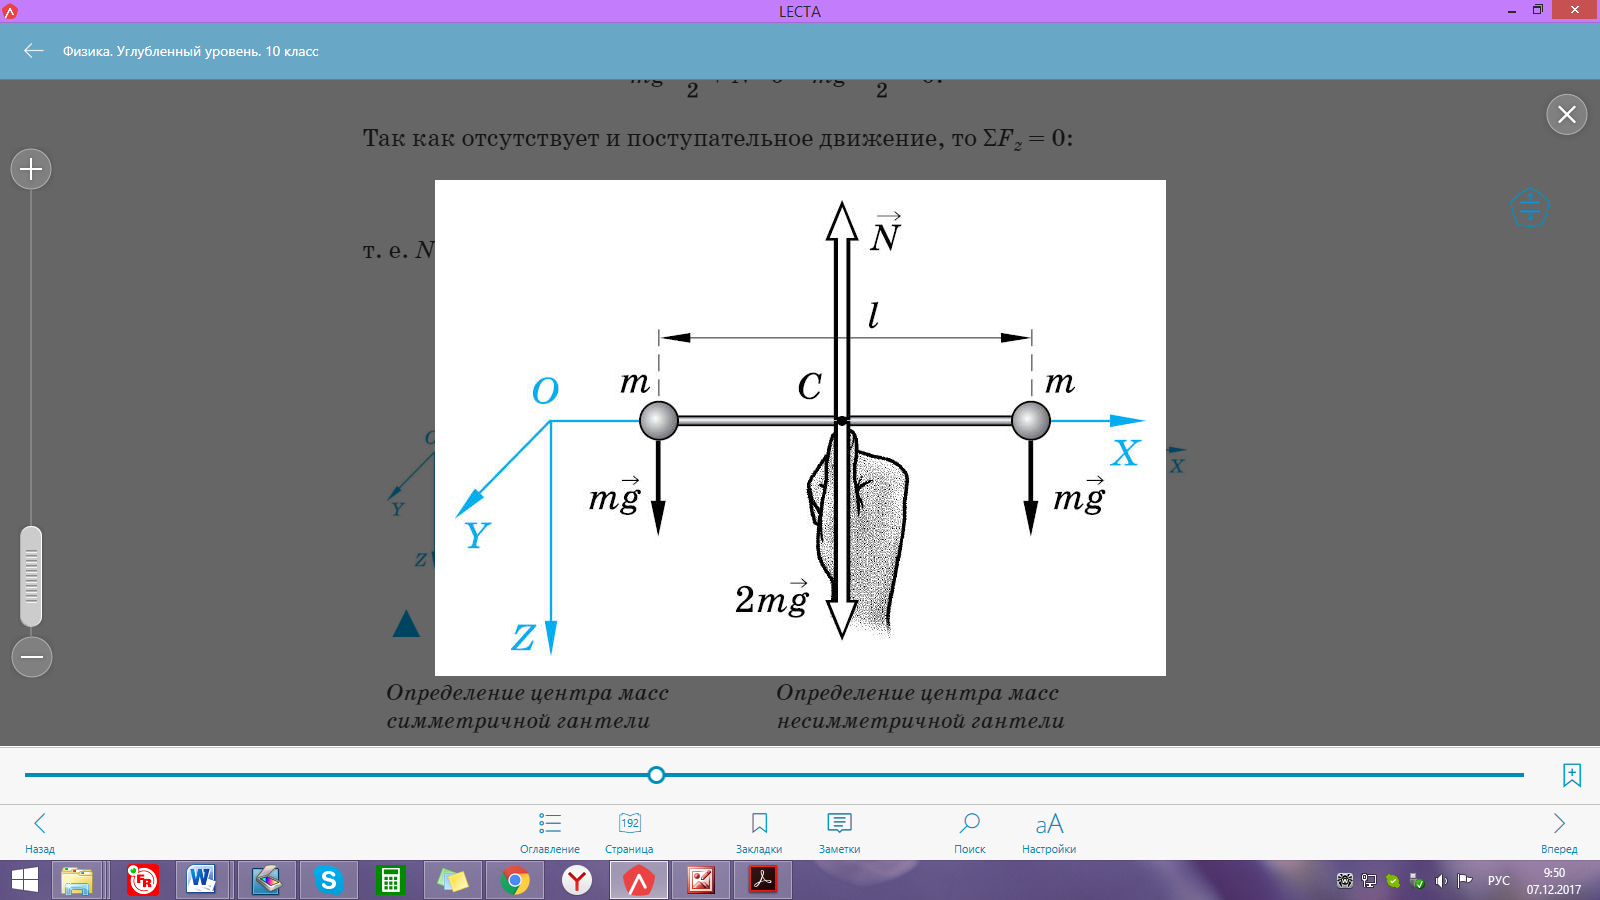 LECTA
Физика. Углубленный уровень. 10 класс
2 2
Так как отсутствует и поступательное движение, то ΣF_z = 0:
т. е. N
N⃗
l
m C m
O
X
mg⃗ mg⃗
Y
2mg⃗
Z
O
Y
Z
X
Определение центра масс
симметричной гантели
Определение центра масс
несимметричной гантели
Назад
Оглавление
192
Страница
Закладки
Заметки
Поиск
aA
Настройки
Вперед
РУС
9:50
07.12.2017